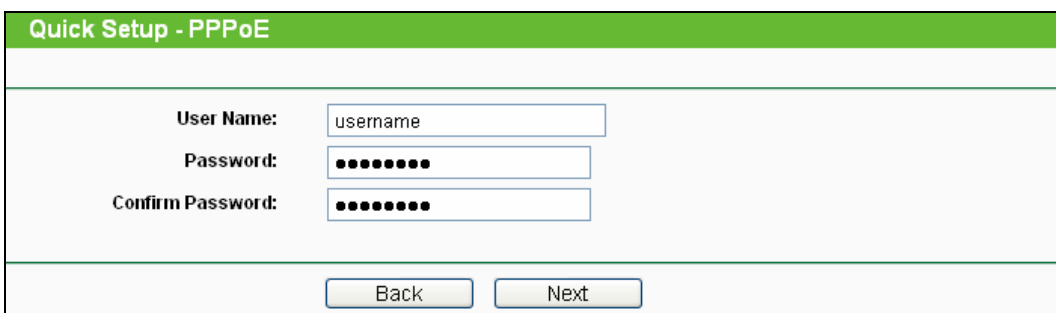 Quick Setup - PPPoE
User Name: username
Password: ●●●●●●●●
Confirm Password: ●●●●●●●●
Back Next